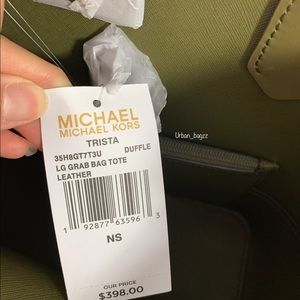 MICHAEL
MICHAEL KORS
TRISTA
35H8GT7T3U DUFFLE
LG GRAB BAG TOTE
LEATHER
1 92877 63596 3
NS
OUR PRICE
$398.00
Urban_bagzz